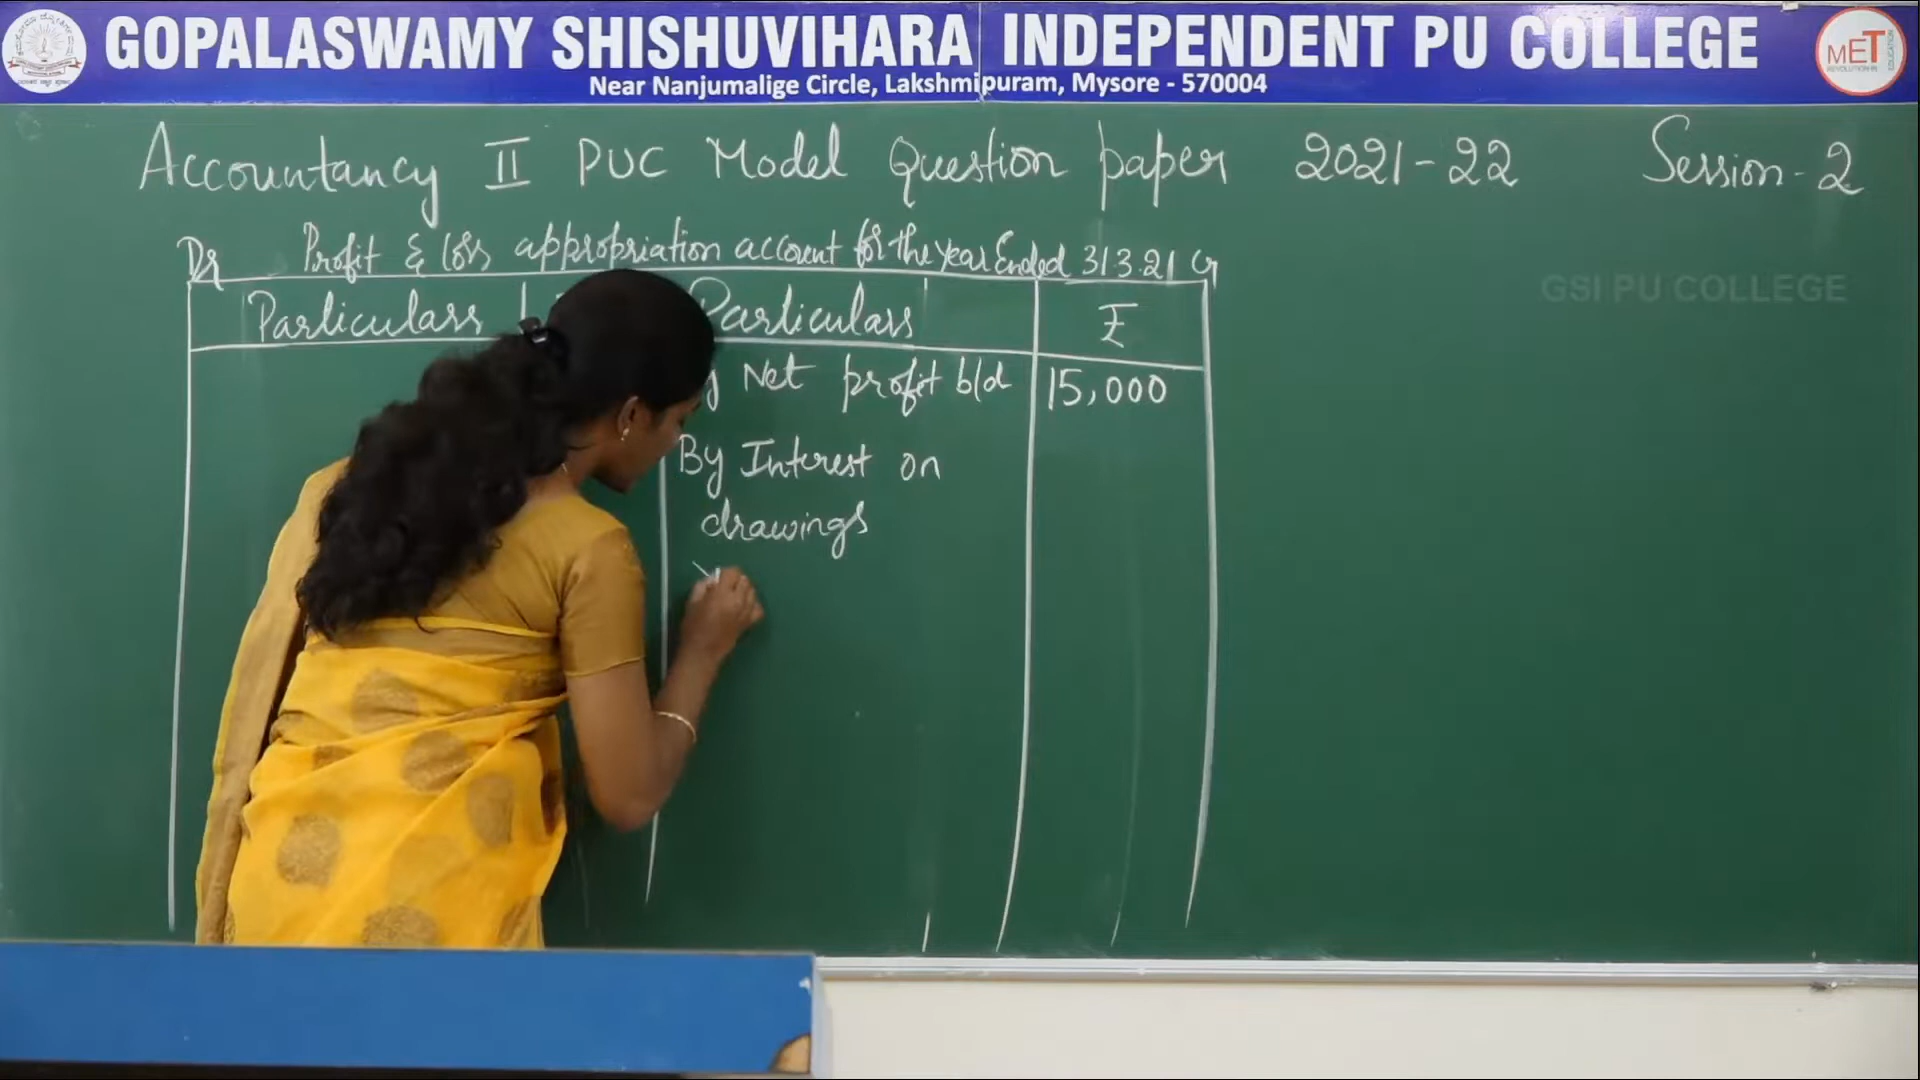 GOPALASWAMY SHISHUVIHARA INDEPENDENT PU COLLEGE
Near Nanjumalige Circle, Lakshmipuram, Mysore - 570004
MET
Accountancy II PUC Model Question paper 2021-22 Session-2
Dr Profit & loss appropriation account for the year Ended 31.3.21 Cr
Particulars Particulars ₹
Net profit b/d 15,000
By Interest on
drawings
GSI PU COLLEGE